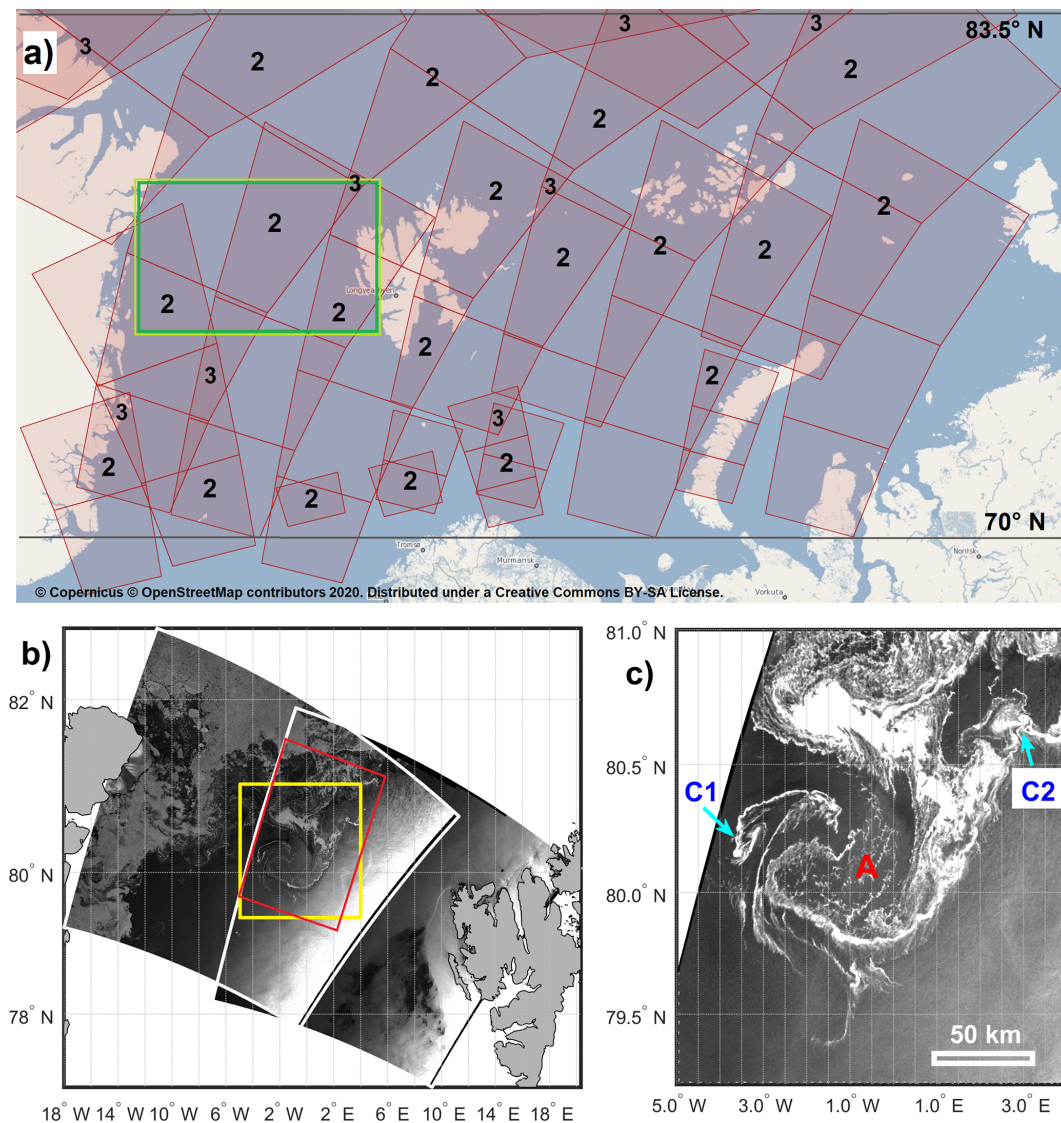 a)
3
3
3
83.5° N
2
2
2
2
3
3
2
2
2
2
2
2
2
2
2
3
2
3
3
2
2
2
2
2
70° N
Longyearbyen
Tromsø
Murmansk
Norilsk
Vorkuta
© Copernicus © OpenStreetMap contributors 2020. Distributed under a Creative Commons BY-SA License.
b)
82° N
80° N
78° N
18° W 14° W 10° W 6° W 2° W 2° E 6° E 10° E 14° E 18° E
c)
81.0° N
80.5° N
80.0° N
79.5° N
C1
C2
A
50 km
5.0° W 3.0° W 1.0° W 1.0° E 3.0° E